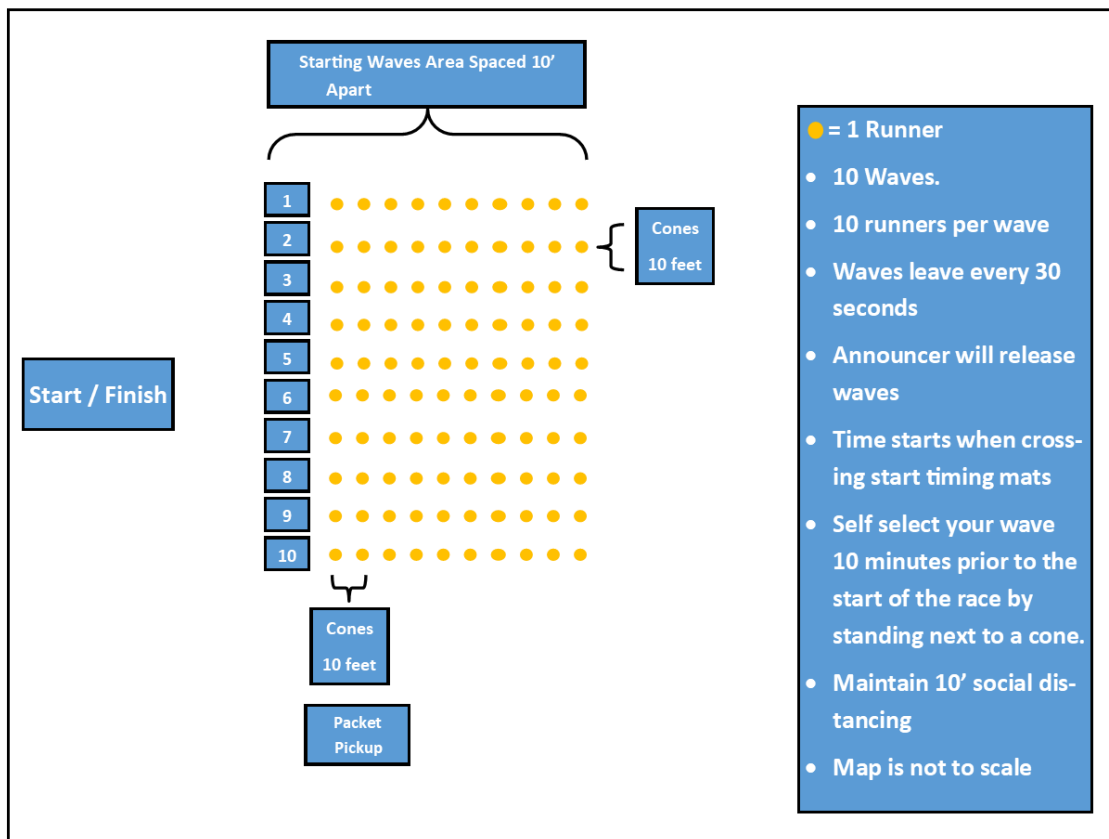 Starting Waves Area Spaced 10’
Apart
1
2
Cones
10 feet
3
4
5
Start / Finish
6
7
8
9
10
Cones
10 feet
Packet
Pickup
= 1 Runner
• 10 Waves.
• 10 runners per wave
• Waves leave every 30
seconds
• Announcer will release
waves
• Time starts when cross-
ing start timing mats
• Self select your wave
10 minutes prior to the
start of the race by
standing next to a cone.
• Maintain 10’ social dis-
tancing
• Map is not to scale